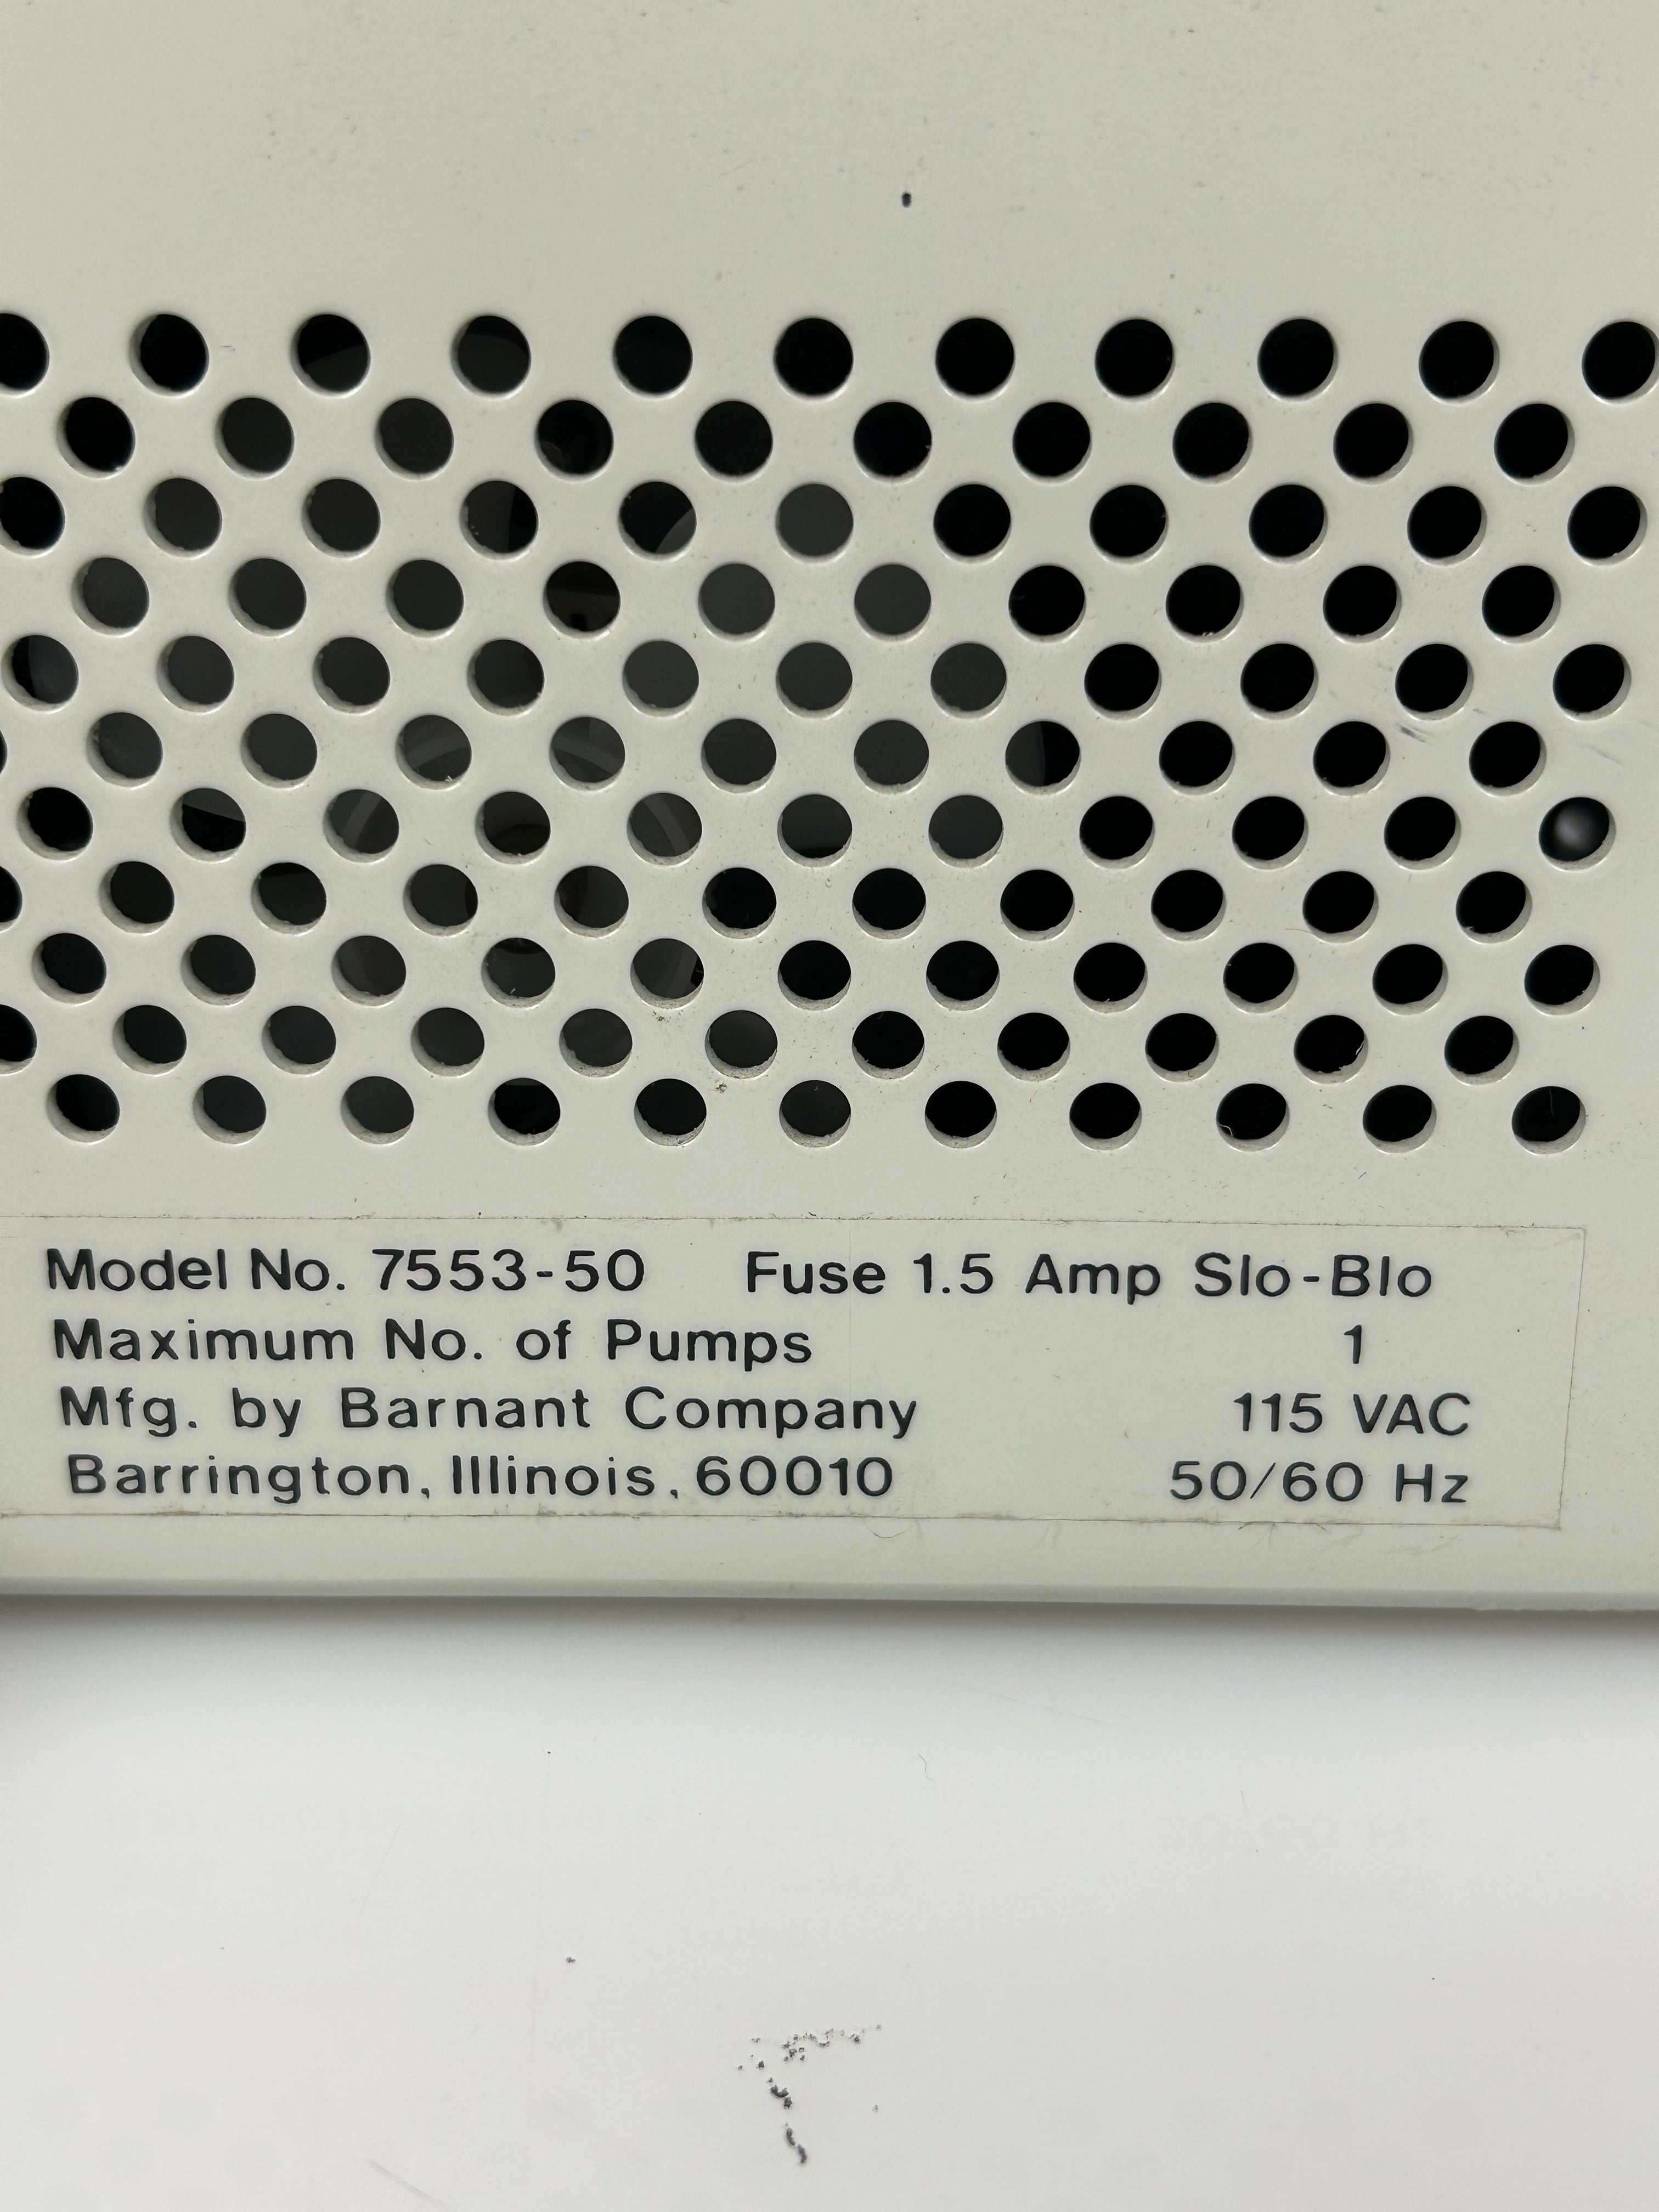 Model No. 7553-50 Fuse 1.5 Amp Slo-Blo
Maximum No. of Pumps 1
Mfg. by Barnant Company 115 VAC
Barrington, Illinois, 60010 50/60 Hz